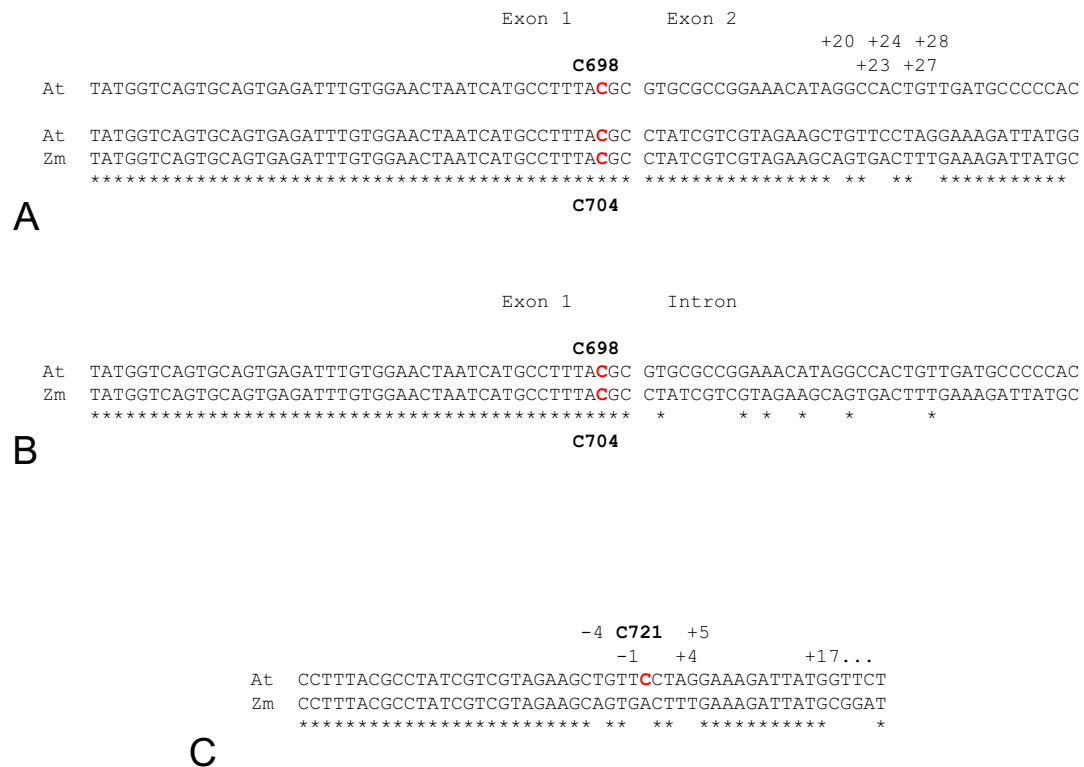 Exon 1 Exon 2
+20 +24 +28
C698 +23 +27
At TATGGTCAGTGCAGTGAGATTTGTGGAACTAATCATGCCTTTACGC GTGCGCCGGAAACATAGGCCACTGTTGATGCCCCCAC
At TATGGTCAGTGCAGTGAGATTTGTGGAACTAATCATGCCTTTACGC CTATCGTCGTAGAAGCTGTTCCTAGGAAAGATTATGG
Zm TATGGTCAGTGCAGTGAGATTTGTGGAACTAATCATGCCTTTACGC CTATCGTCGTAGAAGCAGTGACTTTGAAAGATTATGC
********************************************** **************** ** ** ***********
C704
A
Exon 1 Intron
C698
At TATGGTCAGTGCAGTGAGATTTGTGGAACTAATCATGCCTTTACGC GTGCGCCGGAAACATAGGCCACTGTTGATGCCCCCAC
Zm TATGGTCAGTGCAGTGAGATTTGTGGAACTAATCATGCCTTTACGC CTATCGTCGTAGAAGCAGTGACTTTGAAAGATTATGC
********************************************** * * * * * *
C704
B
-4 C721 +5
-1 +4 +17...
At CCTTTACGCCTATCGTCGTAGAAGCTGTTCCTAGGAAAGATTATGGTTCT
Zm CCTTTACGCCTATCGTCGTAGAAGCAGTGACTTTGAAAGATTATGCGGAT
************************* ** ** *********** *
C